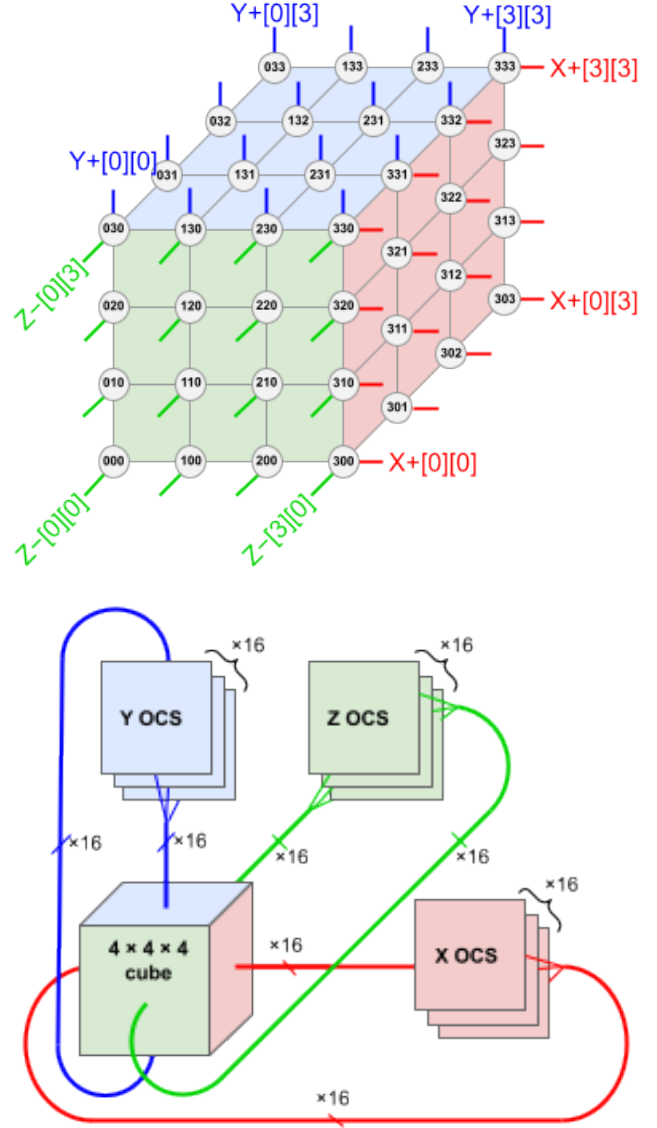 Y+[0][3]
Y+[3][3]
033 133 233 333 X+[3][3]
032 132 231 332 323
Y+[0][0] 031 131 231 331 322 313
030 130 230 330 321 312 303 X+[0][3]
Z−[0][3]
020 120 220 320 311 302
010 110 210 310 301
000 100 200 300 X+[0][0]
Z−[0][0]
Z−[3][0]
×16
×16
Y OCS
Z OCS
×16
×16
×16
×16
×16
4 × 4 × 4
cube
×16
X OCS
×16